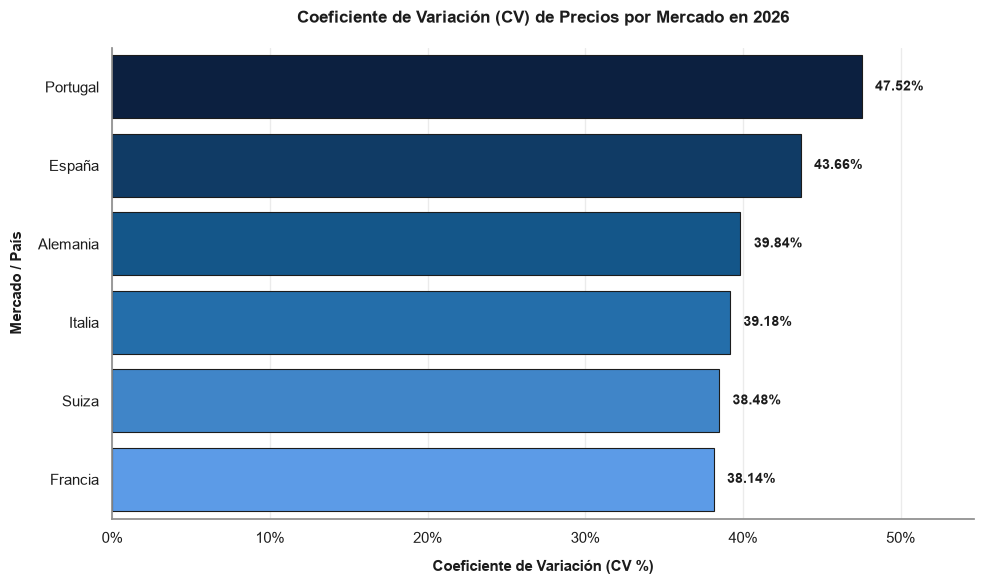 Coeficiente de Variación (CV) de Precios por Mercado en 2026
Mercado / País
Portugal
47.52%
España
43.66%
Alemania
39.84%
Italia
39.18%
Suiza
38.48%
Francia
38.14%
0%
10%
20%
30%
40%
50%
Coeficiente de Variación (CV %)